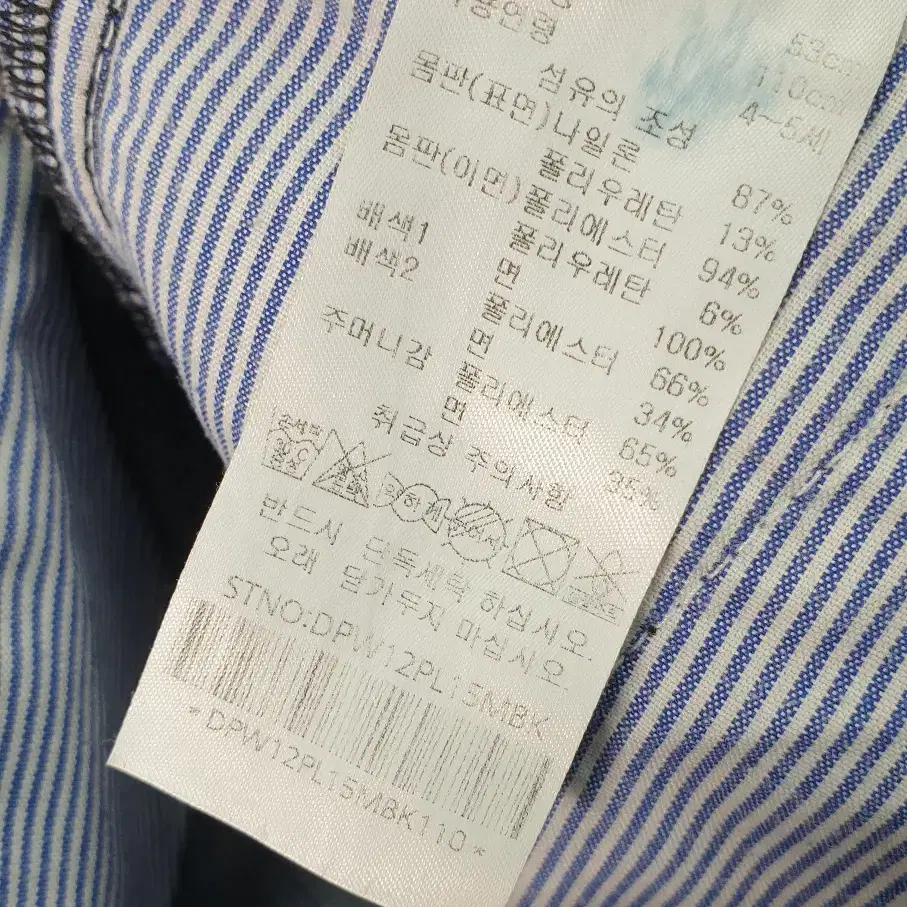 53cm
110cm
4~5세
섬유의 조성
몸판(표면)나일론 87%
폴리우레탄 13%
몸판(이면)폴리에스터 94%
폴리우레탄 6%
배색1 면 100%
배색2 폴리에스터 66%
면 34%
주머니감 폴리에스터 65%
면 35%
취급상 주의사항
반드시 단독세탁 하십시오.
오래 담가두지 마십시오.
STNO:DPW12PL15MBK
*DPW12PL15MBK110*